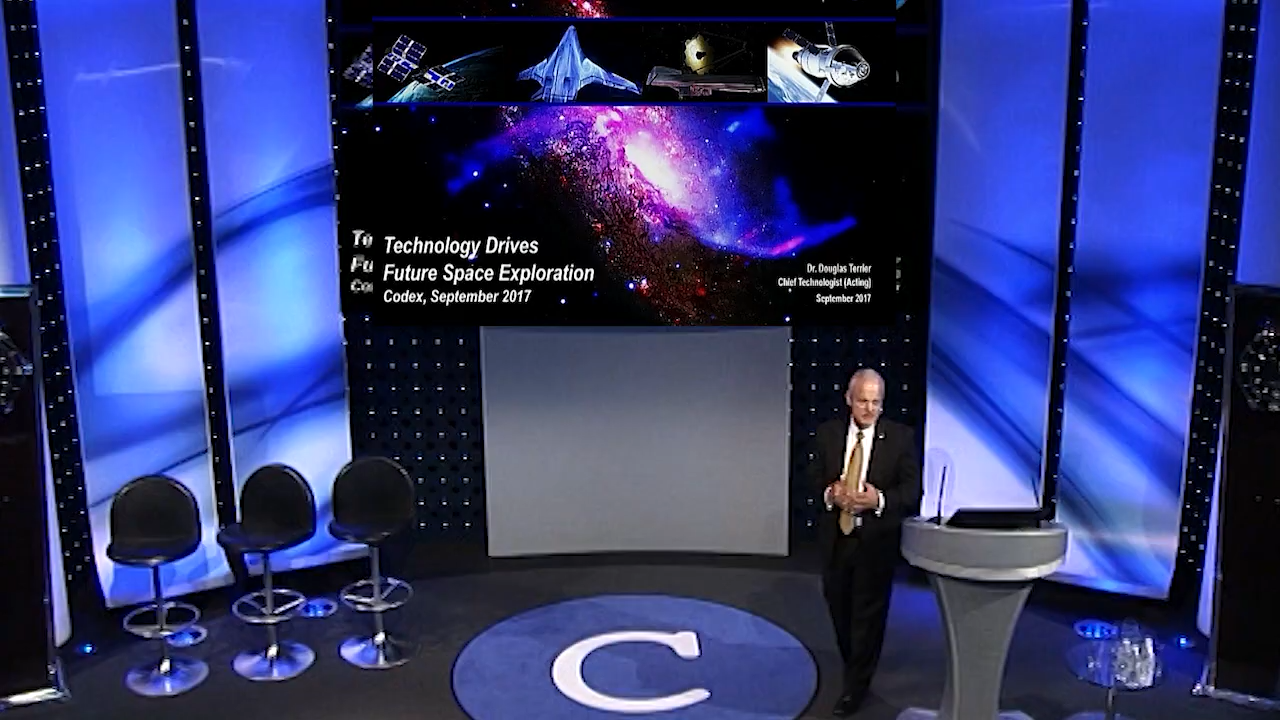 Technology Drives
Future Space Exploration
Codex, September 2017
Dr. Douglas Terrier
Chief Technologist (Acting)
September 2017
C